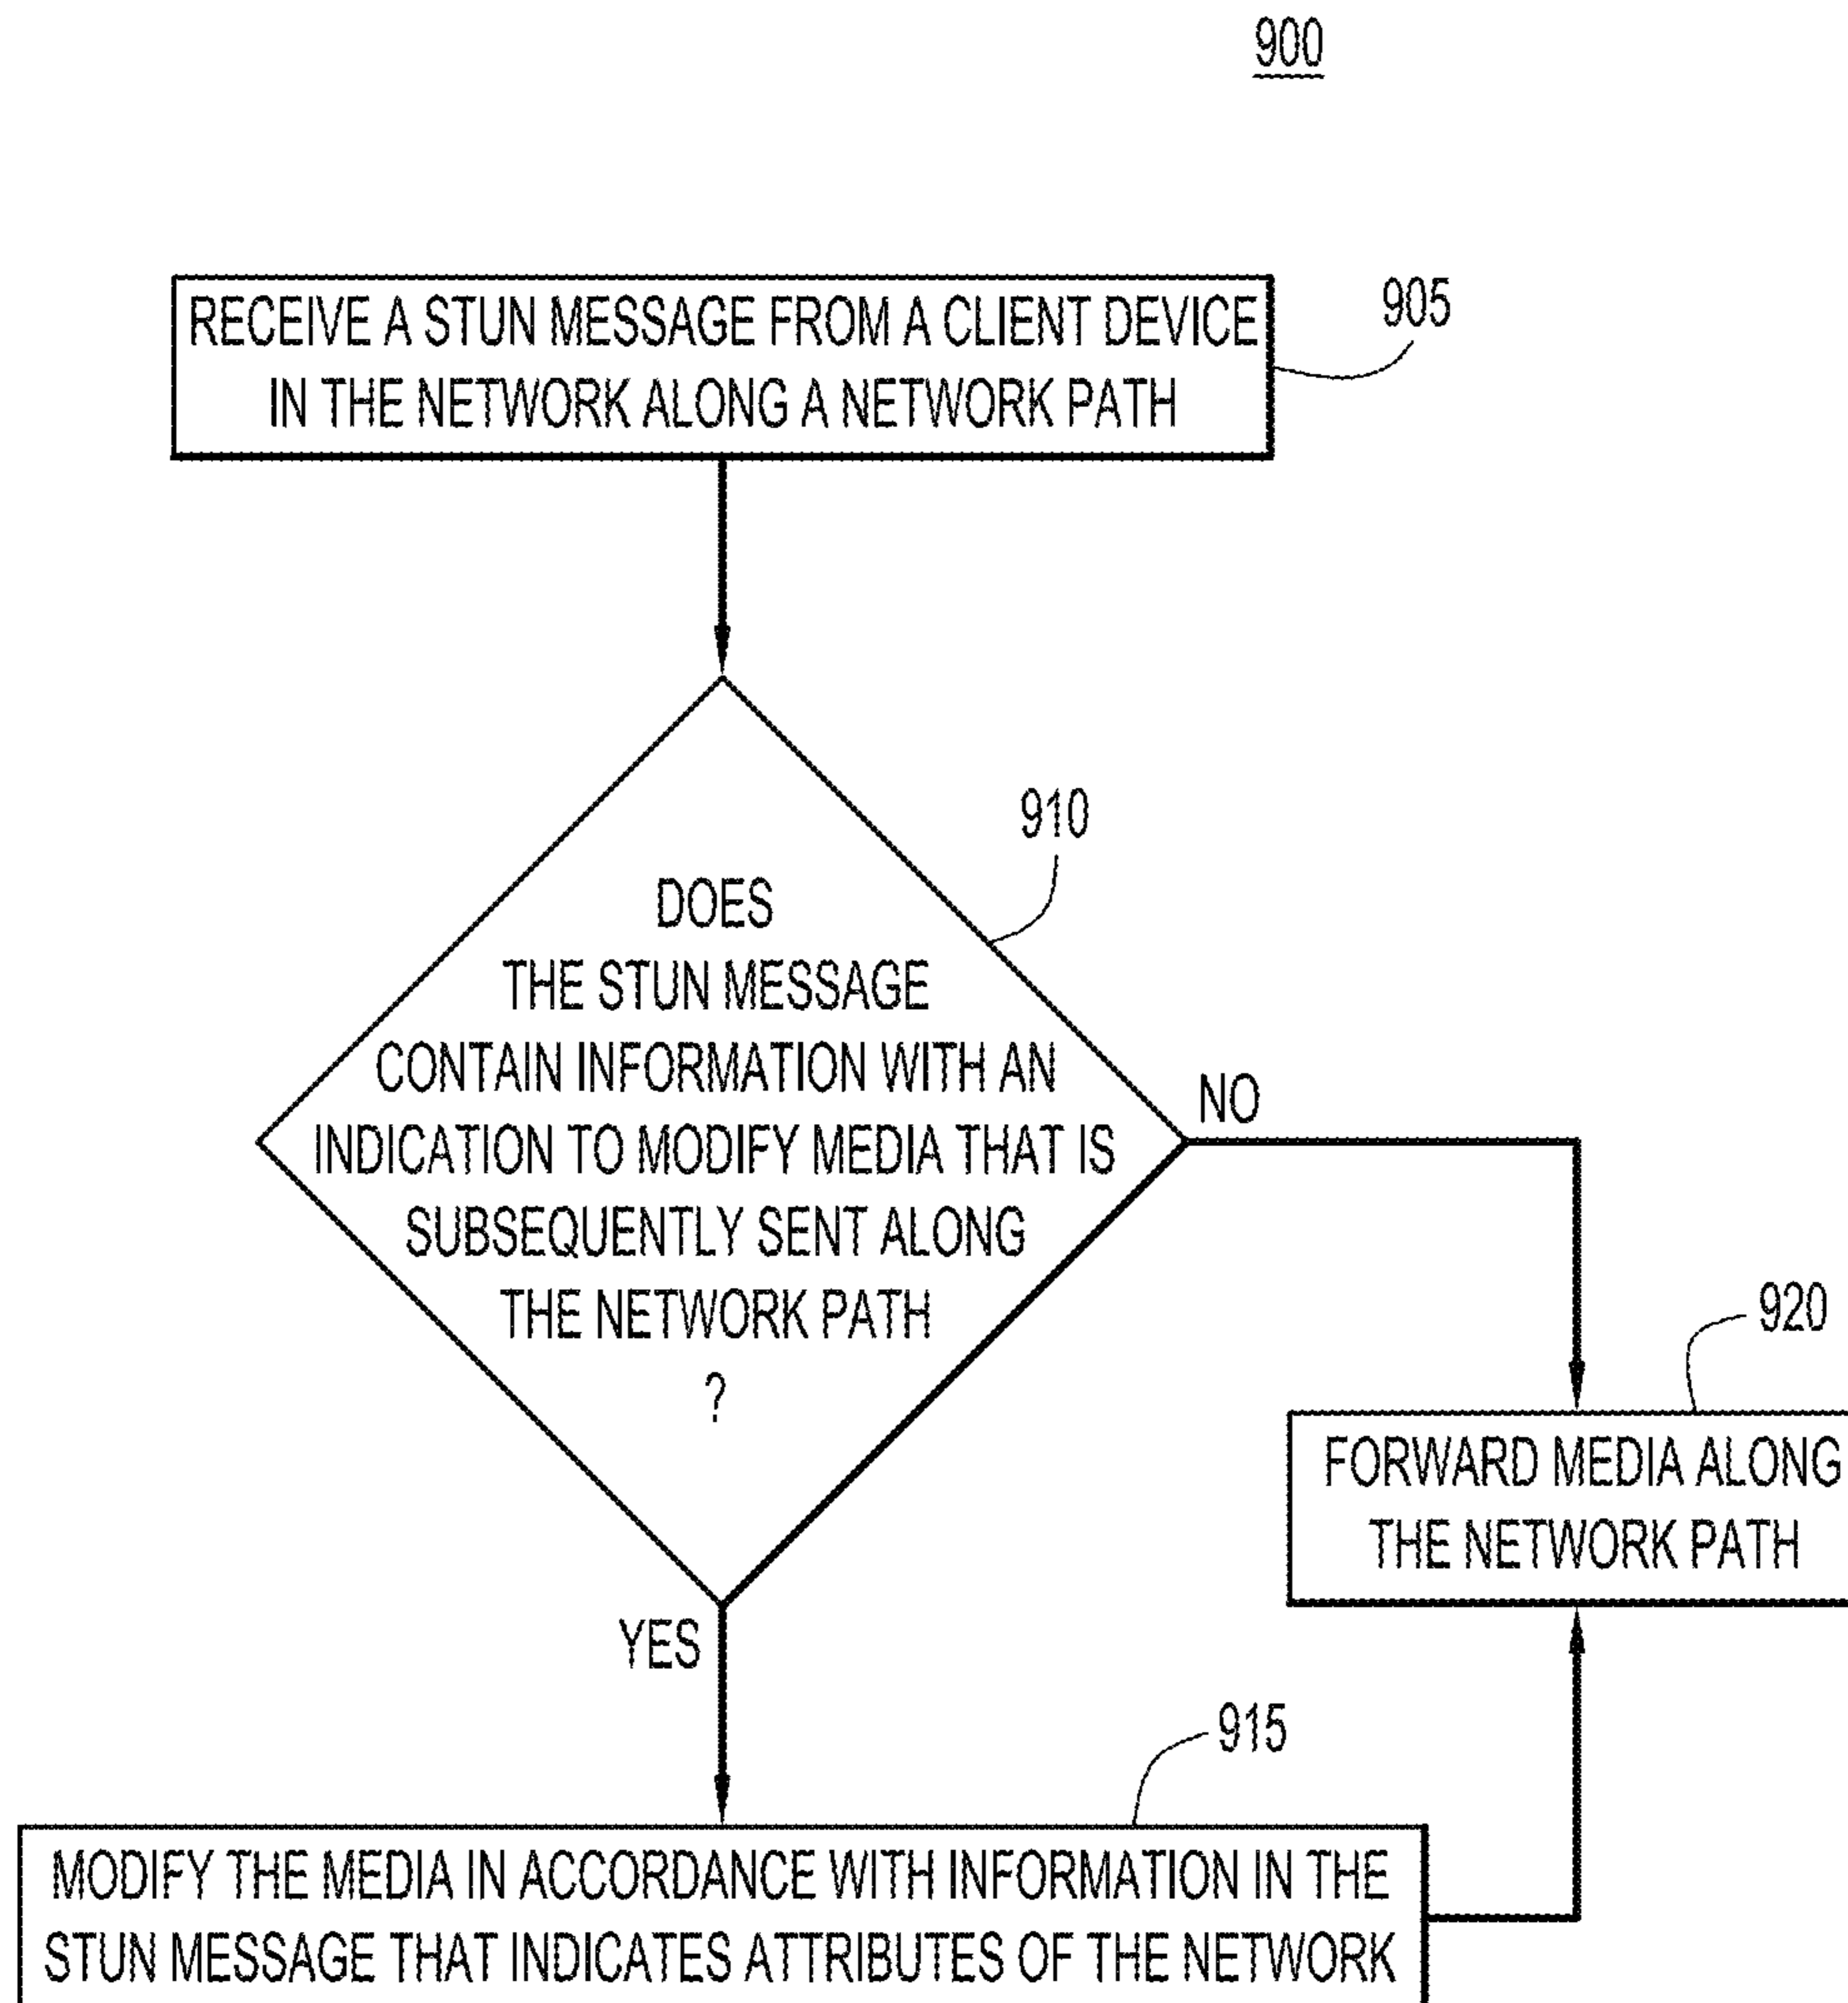 900
RECEIVE A STUN MESSAGE FROM A CLIENT DEVICE
IN THE NETWORK ALONG A NETWORK PATH
905
910
DOES
THE STUN MESSAGE
CONTAIN INFORMATION WITH AN
INDICATION TO MODIFY MEDIA THAT IS
SUBSEQUENTLY SENT ALONG
THE NETWORK PATH
?
NO
920
FORWARD MEDIA ALONG
THE NETWORK PATH
YES
915
MODIFY THE MEDIA IN ACCORDANCE WITH INFORMATION IN THE
STUN MESSAGE THAT INDICATES ATTRIBUTES OF THE NETWORK